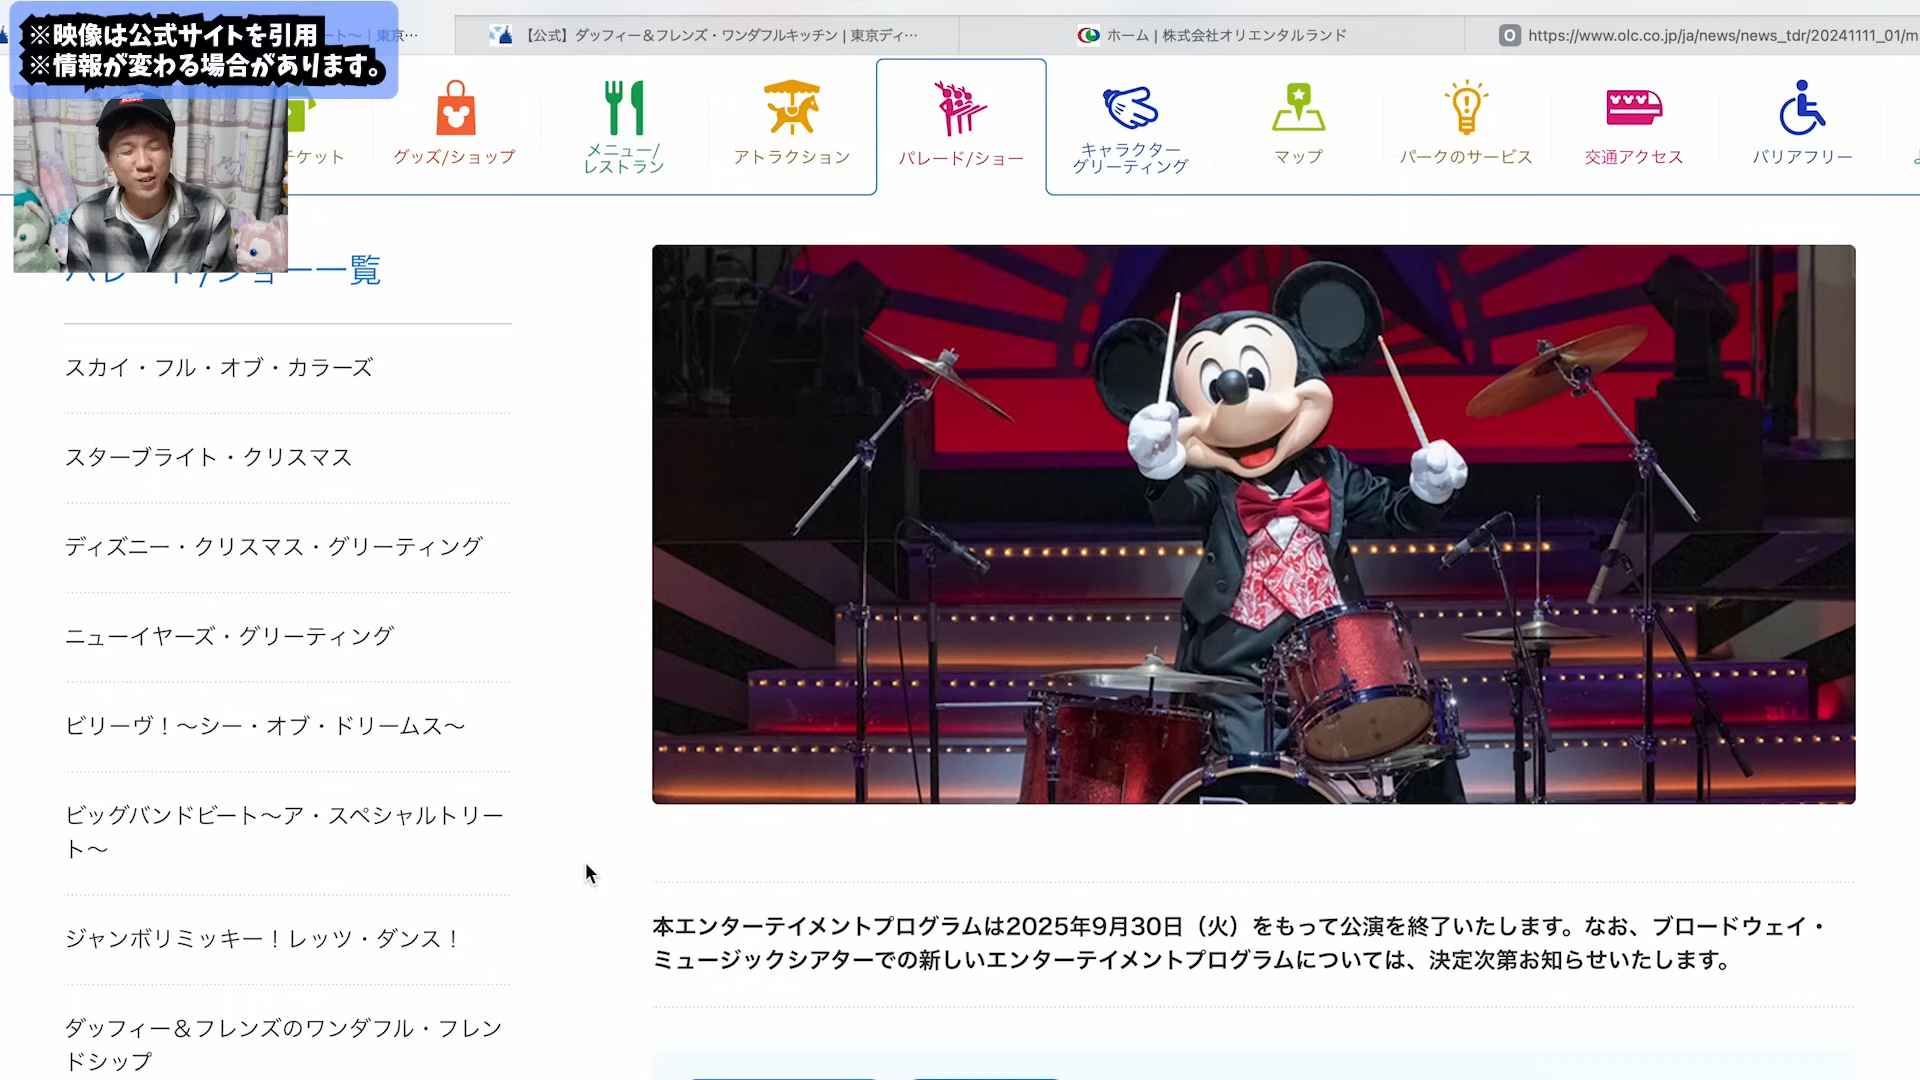 ※映像は公式サイトを引用
※情報が変わる場合があります。
ート～ | 東京…
【公式】ダッフィー＆フレンズ・ワンダフルキッチン | 東京ディ…
ホーム | 株式会社オリエンタルランド
O https://www.olc.co.jp/ja/news/news_tdr/20241111_01/m
チケット
グッズ/ショップ
メニュー/
レストラン
アトラクション
パレード/ショー
キャラクター
グリーティング
マップ
パークのサービス
交通アクセス
バリアフリー
パレード/ショー一覧
スカイ・フル・オブ・カラーズ
スターブライト・クリスマス
ディズニー・クリスマス・グリーティング
ニューイヤーズ・グリーティング
ビリーヴ！～シー・オブ・ドリームス～
ビッグバンドビート～ア・スペシャルトリー
ト～
ジャンボリミッキー！レッツ・ダンス！
ダッフィー＆フレンズのワンダフル・フレン
ドシップ
本エンターテイメントプログラムは2025年9月30日（火）をもって公演を終了いたします。なお、ブロードウェイ・
ミュージックシアターでの新しいエンターテイメントプログラムについては、決定次第お知らせいたします。